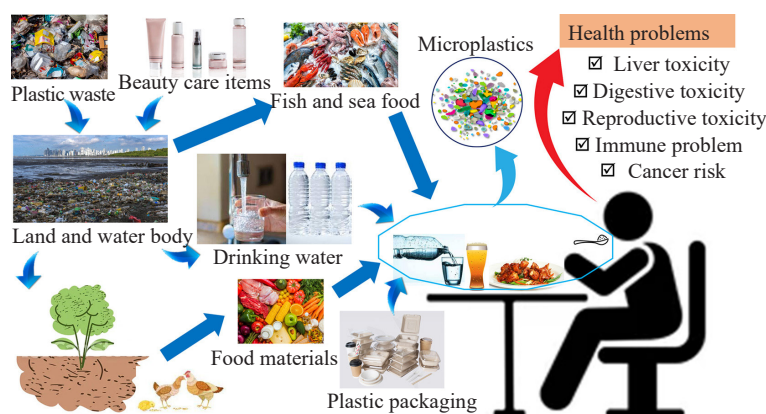 Plastic waste
Beauty care items
Fish and sea food
Microplastics
Health problems
☑ Liver toxicity
☑ Digestive toxicity
☑ Reproductive toxicity
☑ Immune problem
☑ Cancer risk
Land and water body
Drinking water
Food materials
Plastic packaging